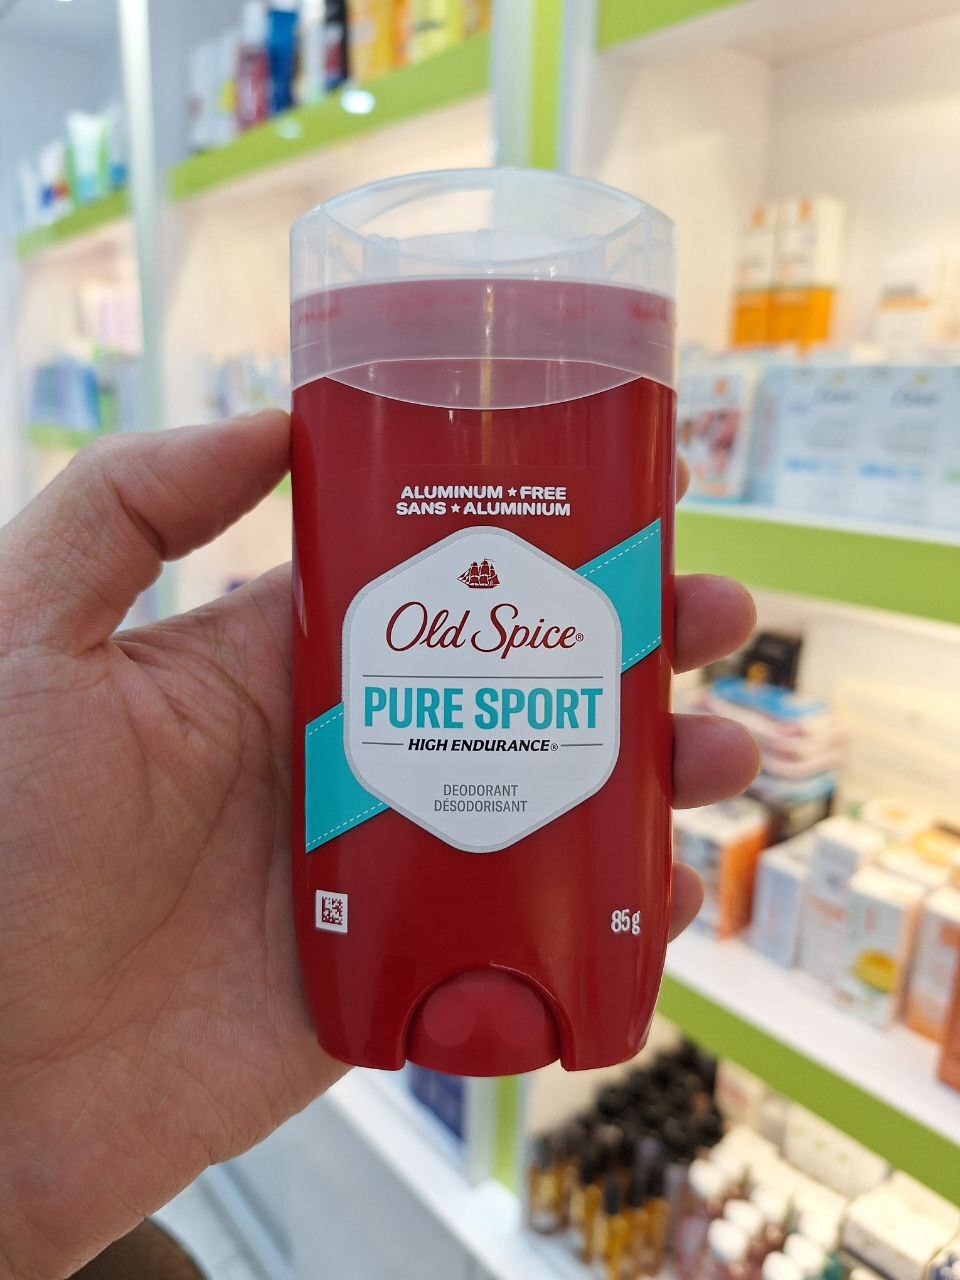 ALUMINUM ★ FREE
SANS ★ ALUMINIUM
Old Spice®
PURE SPORT
HIGH ENDURANCE®
DEODORANT
DÉSODORISANT
85g